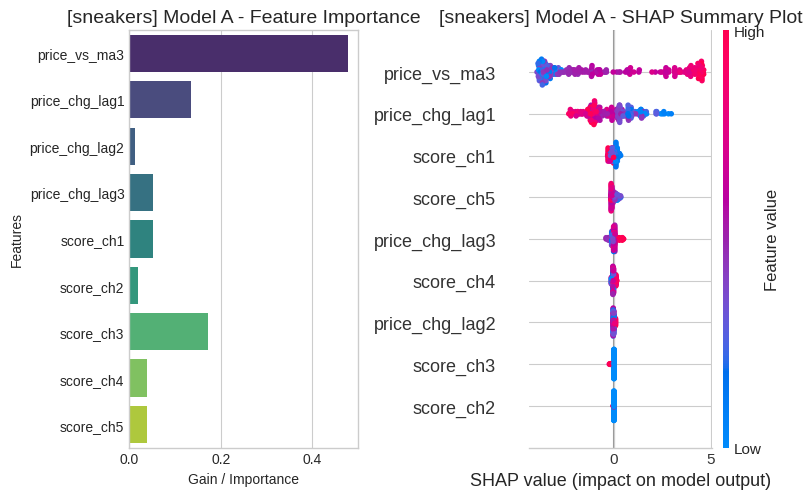 [sneakers] Model A - Feature Importance
Features
price_vs_ma3
price_chg_lag1
price_chg_lag2
price_chg_lag3
score_ch1
score_ch2
score_ch3
score_ch4
score_ch5
0.0 0.2 0.4
Gain / Importance
[sneakers] Model A - SHAP Summary Plot
price_vs_ma3
price_chg_lag1
score_ch1
score_ch5
price_chg_lag3
score_ch4
price_chg_lag2
score_ch3
score_ch2
0 5
SHAP value (impact on model output)
High
Feature value
Low